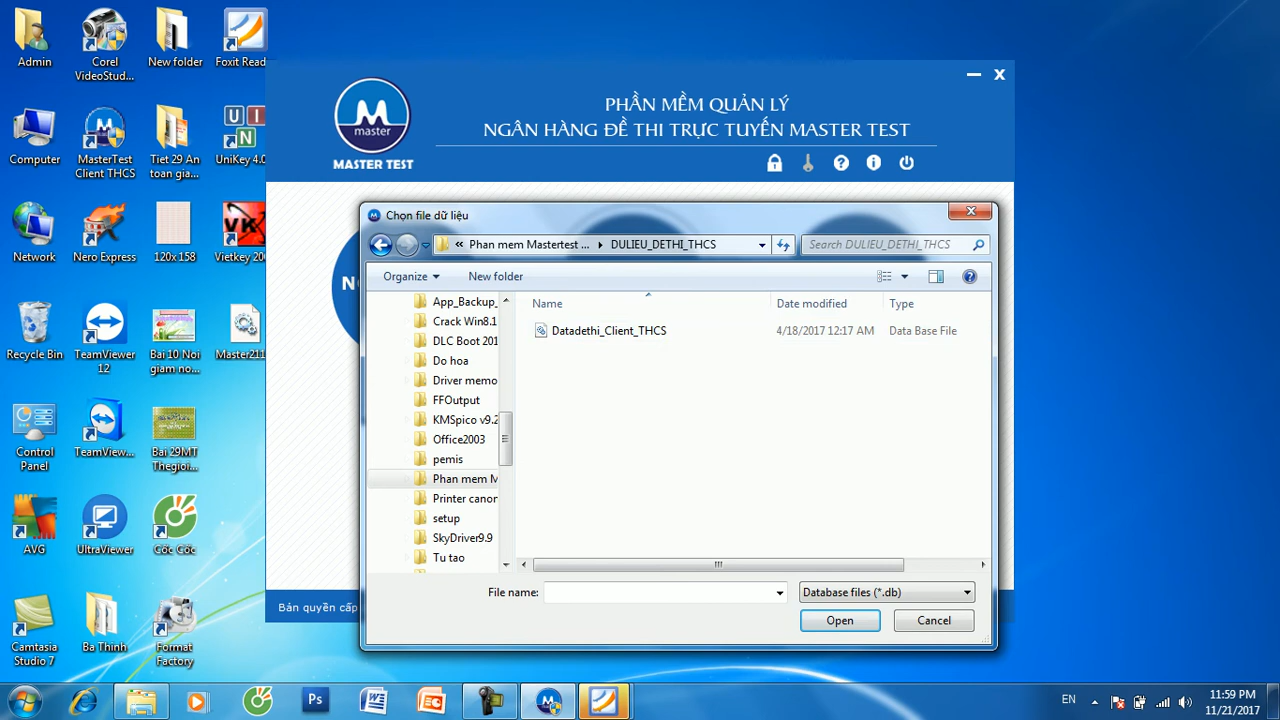 Admin
Corel
VideoStud...
New folder
Foxit Read
Computer
MasterTest
Client THCS
Tiet 29 An
toan gia...
UniKey 4.0
Network
Nero Express
120x 158
Vietkey 200
Recycle Bin
TeamViewer
12
Bai 10 Noi
giam no...
Master211
Control
Panel
TeamView...
Bai 29MT
Thegioi...
AVG
UltraViewer
Cốc Cốc
Camtasia
Studio 7
Ba Thinh
Format
Factory
master
MASTER TEST
PHẦN MỀM QUẢN LÝ
NGÂN HÀNG ĐỀ THI TRỰC TUYẾN MASTER TEST
Chọn file dữ liệu
« Phan mem Mastertest ... ▸ DULIEU_DETHI_THCS
Search DULIEU_DETHI_THCS
Organize
New folder
Name
Date modified
Type
Datadethi_Client_THCS
4/18/2017 12:17 AM
Data Base File
App_Backup_
Crack Win8.1
DLC Boot 201
Do hoa
Driver memo
FFOutput
KMSpico v9.2
Office2003
pemis
Phan mem M
Printer canon
setup
SkyDriver9.9
Tu tao
File name:
Database files (*.db)
Open
Cancel
Bản quyền cấp
EN
11:59 PM
11/21/2017